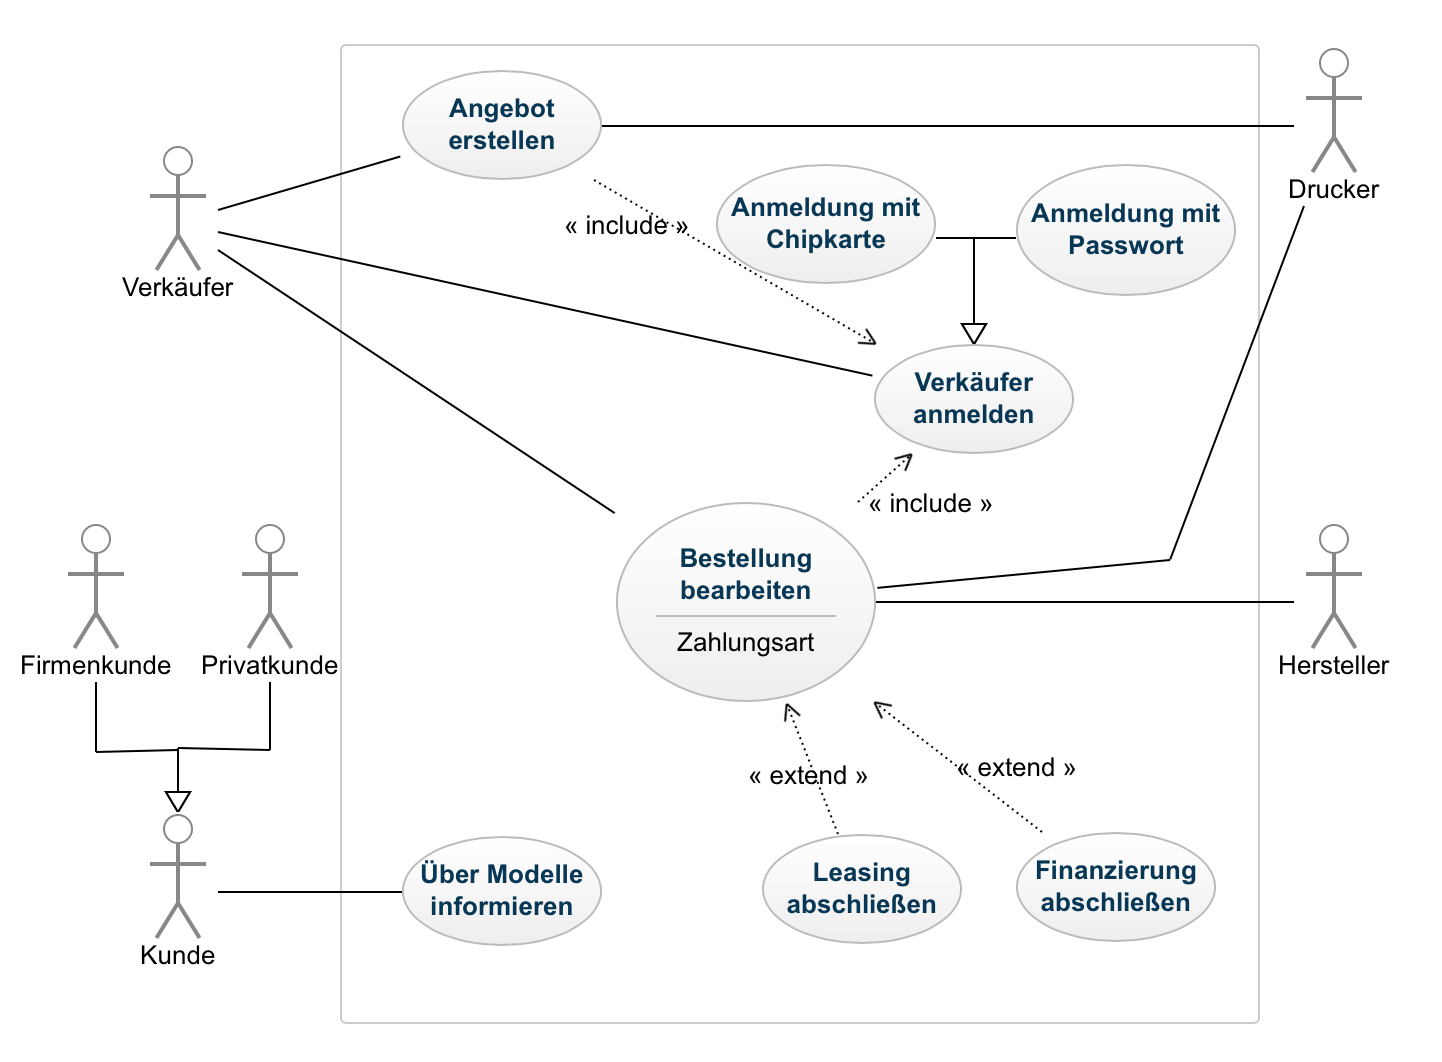 Angebot
erstellen
Drucker
Anmeldung mit
Chipkarte
Anmeldung mit
Passwort
« include »
Verkäufer
Verkäufer
anmelden
« include »
Bestellung
bearbeiten
Zahlungsart
Firmenkunde
Privatkunde
Hersteller
« extend »
« extend »
Über Modelle
informieren
Leasing
abschließen
Finanzierung
abschließen
Kunde